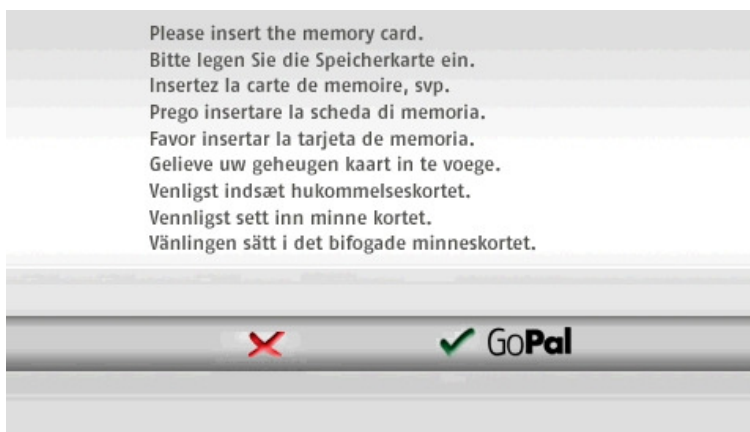 Please insert the memory card.
Bitte legen Sie die Speicherkarte ein.
Insertez la carte de memoire, svp.
Prego insertare la scheda di memoria.
Favor insertar la tarjeta de memoria.
Gelieve uw geheugen kaart in te voege.
Venligst indsæt hukommelseskortet.
Vennligst sett inn minne kortet.
Vänlingen sätt i det bifogade minneskortet.
GoPal